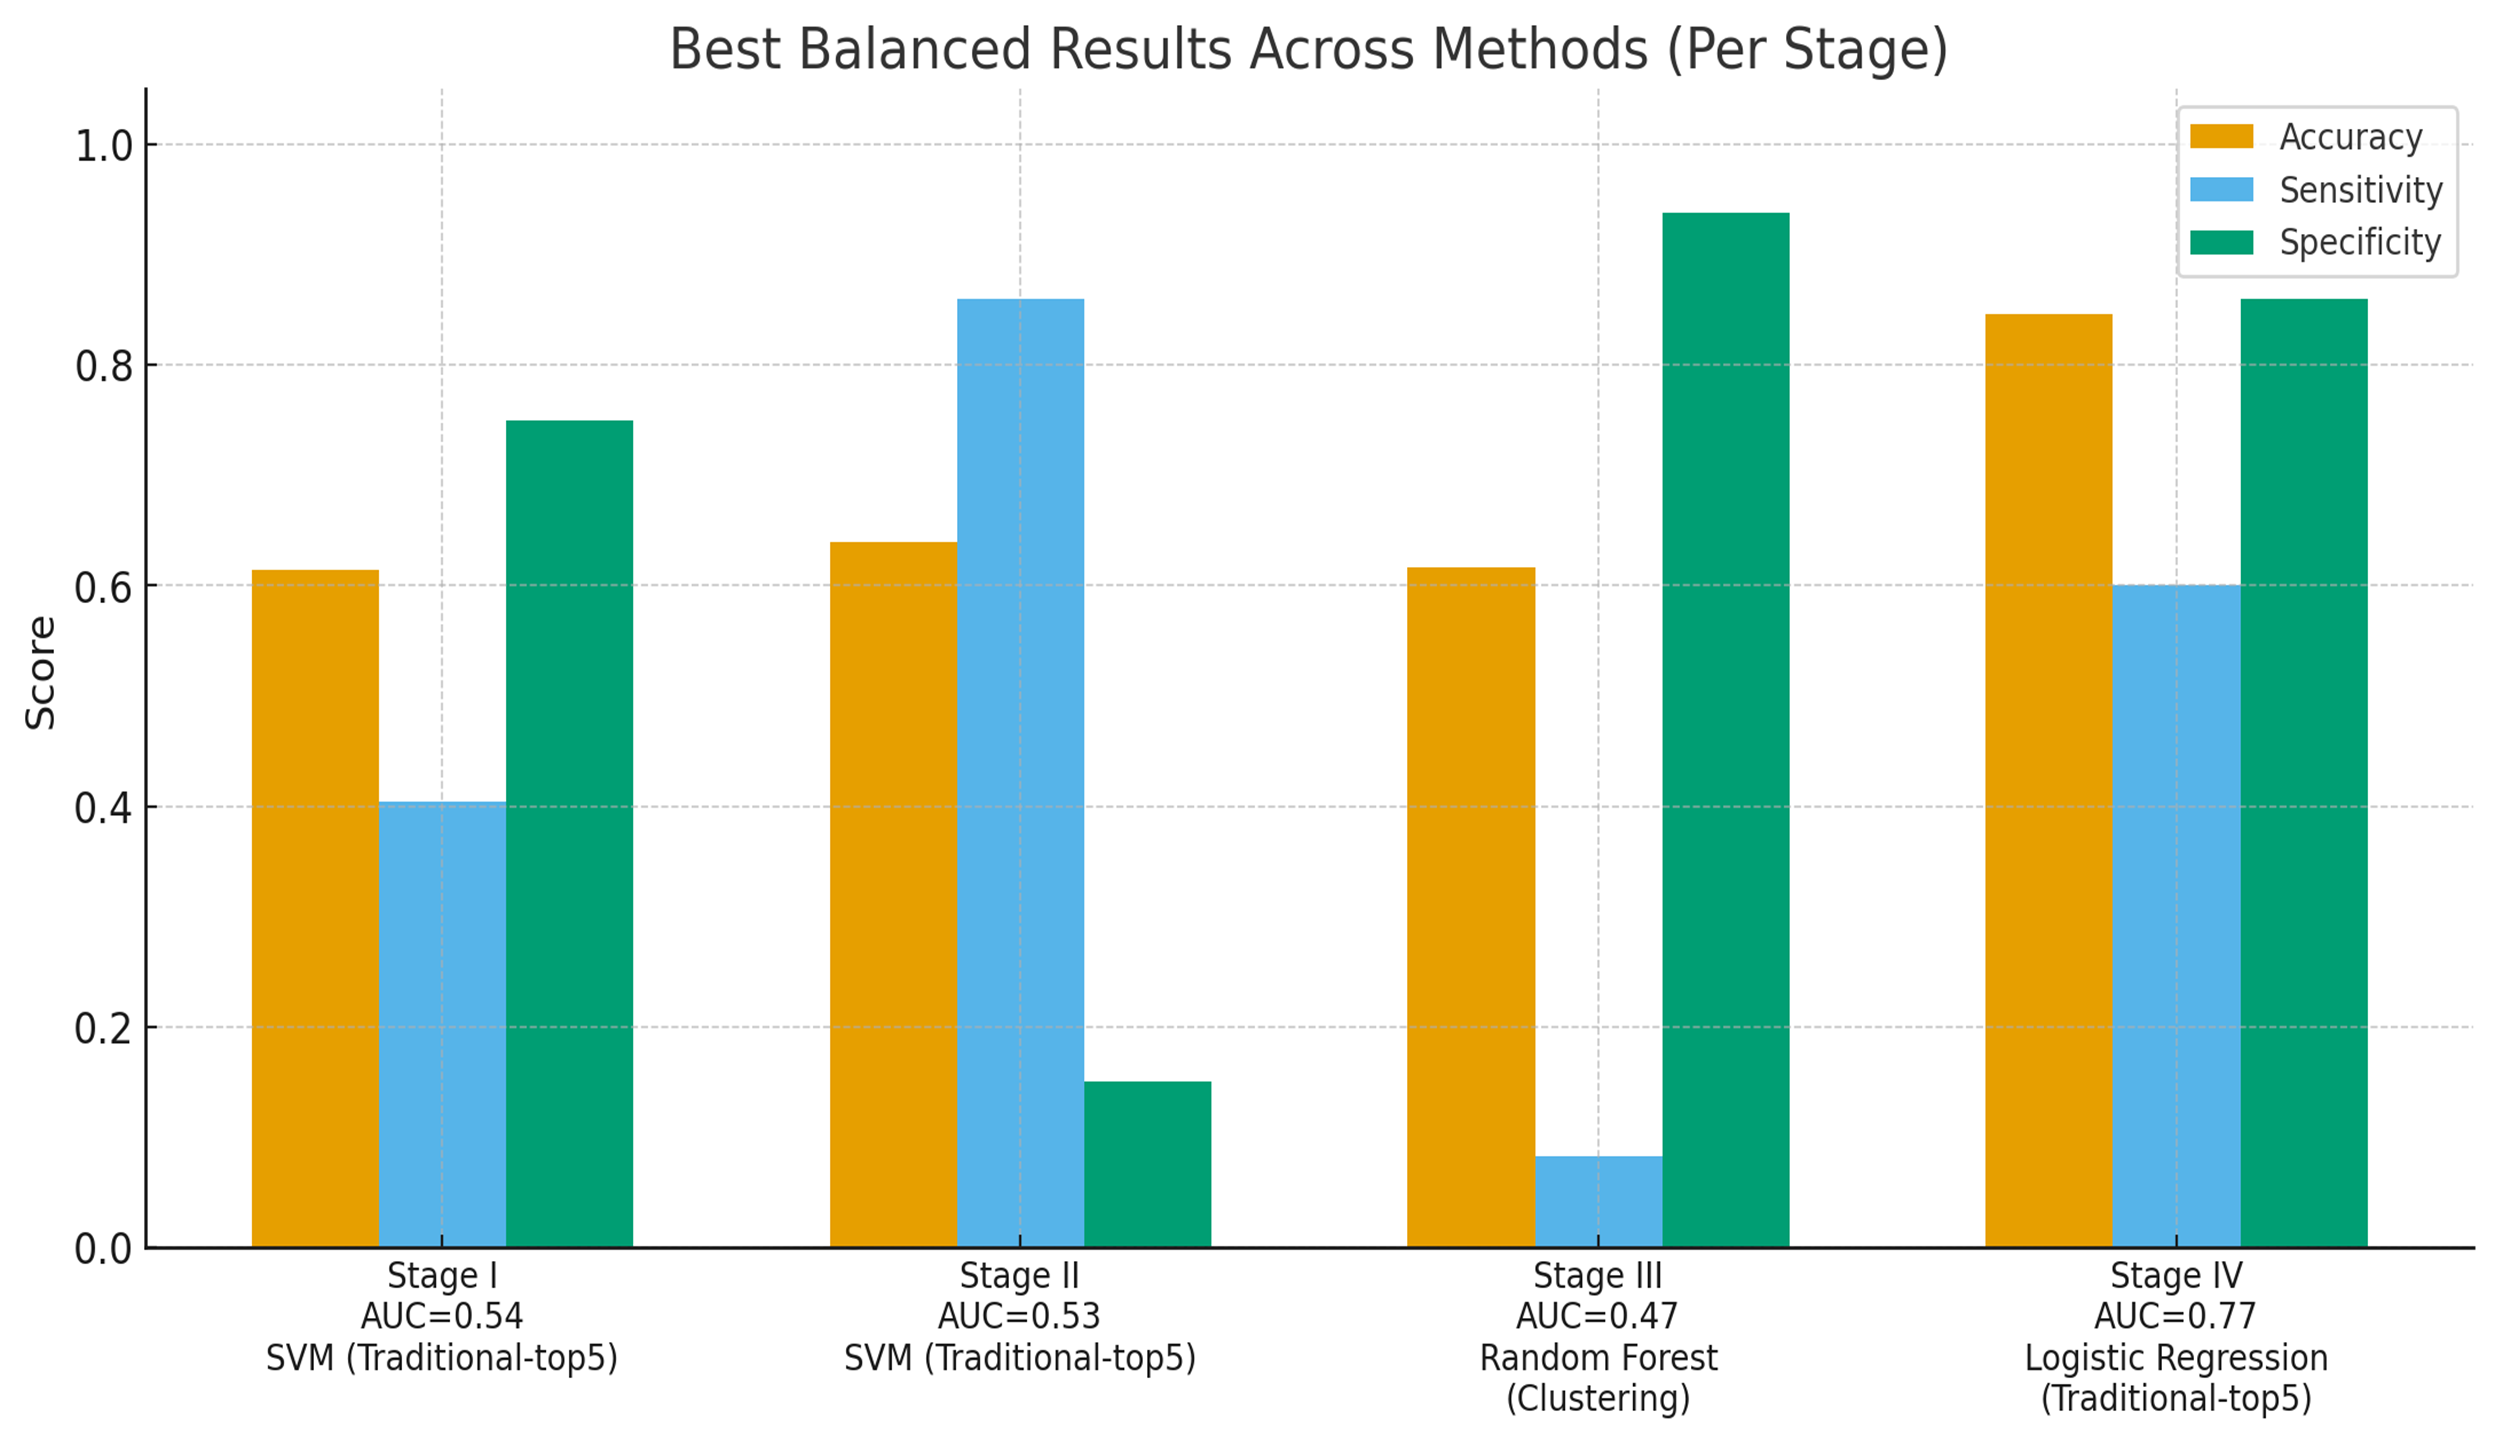 Best Balanced Results Across Methods (Per Stage)
Accuracy
Sensitivity
Specificity
Score
1.0
0.8
0.6
0.4
0.2
0.0
Stage I
AUC=0.54
SVM (Traditional-top5)
Stage II
AUC=0.53
SVM (Traditional-top5)
Stage III
AUC=0.47
Random Forest
(Clustering)
Stage IV
AUC=0.77
Logistic Regression
(Traditional-top5)